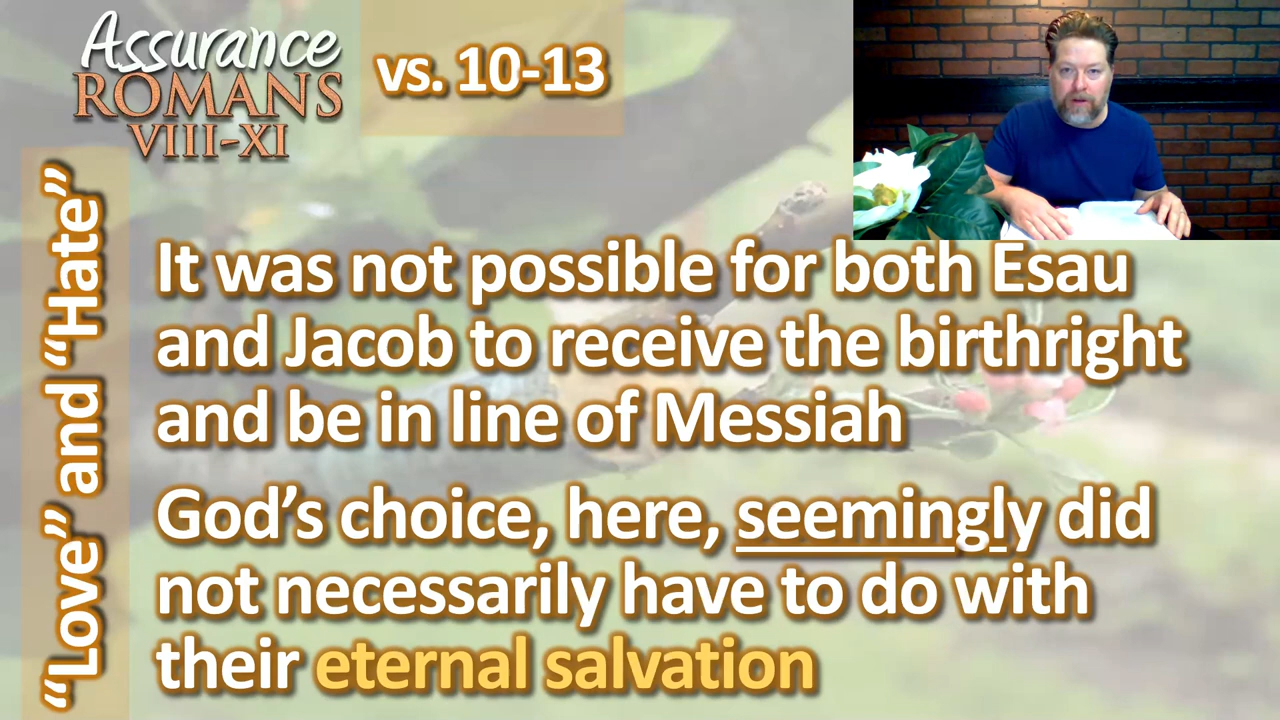 Assurance
ROMANS
VIII-XI
vs. 10-13
“Love” and “Hate”
It was not possible for both Esau
and Jacob to receive the birthright
and be in line of Messiah
God’s choice, here, seemingly did
not necessarily have to do with
their eternal salvation